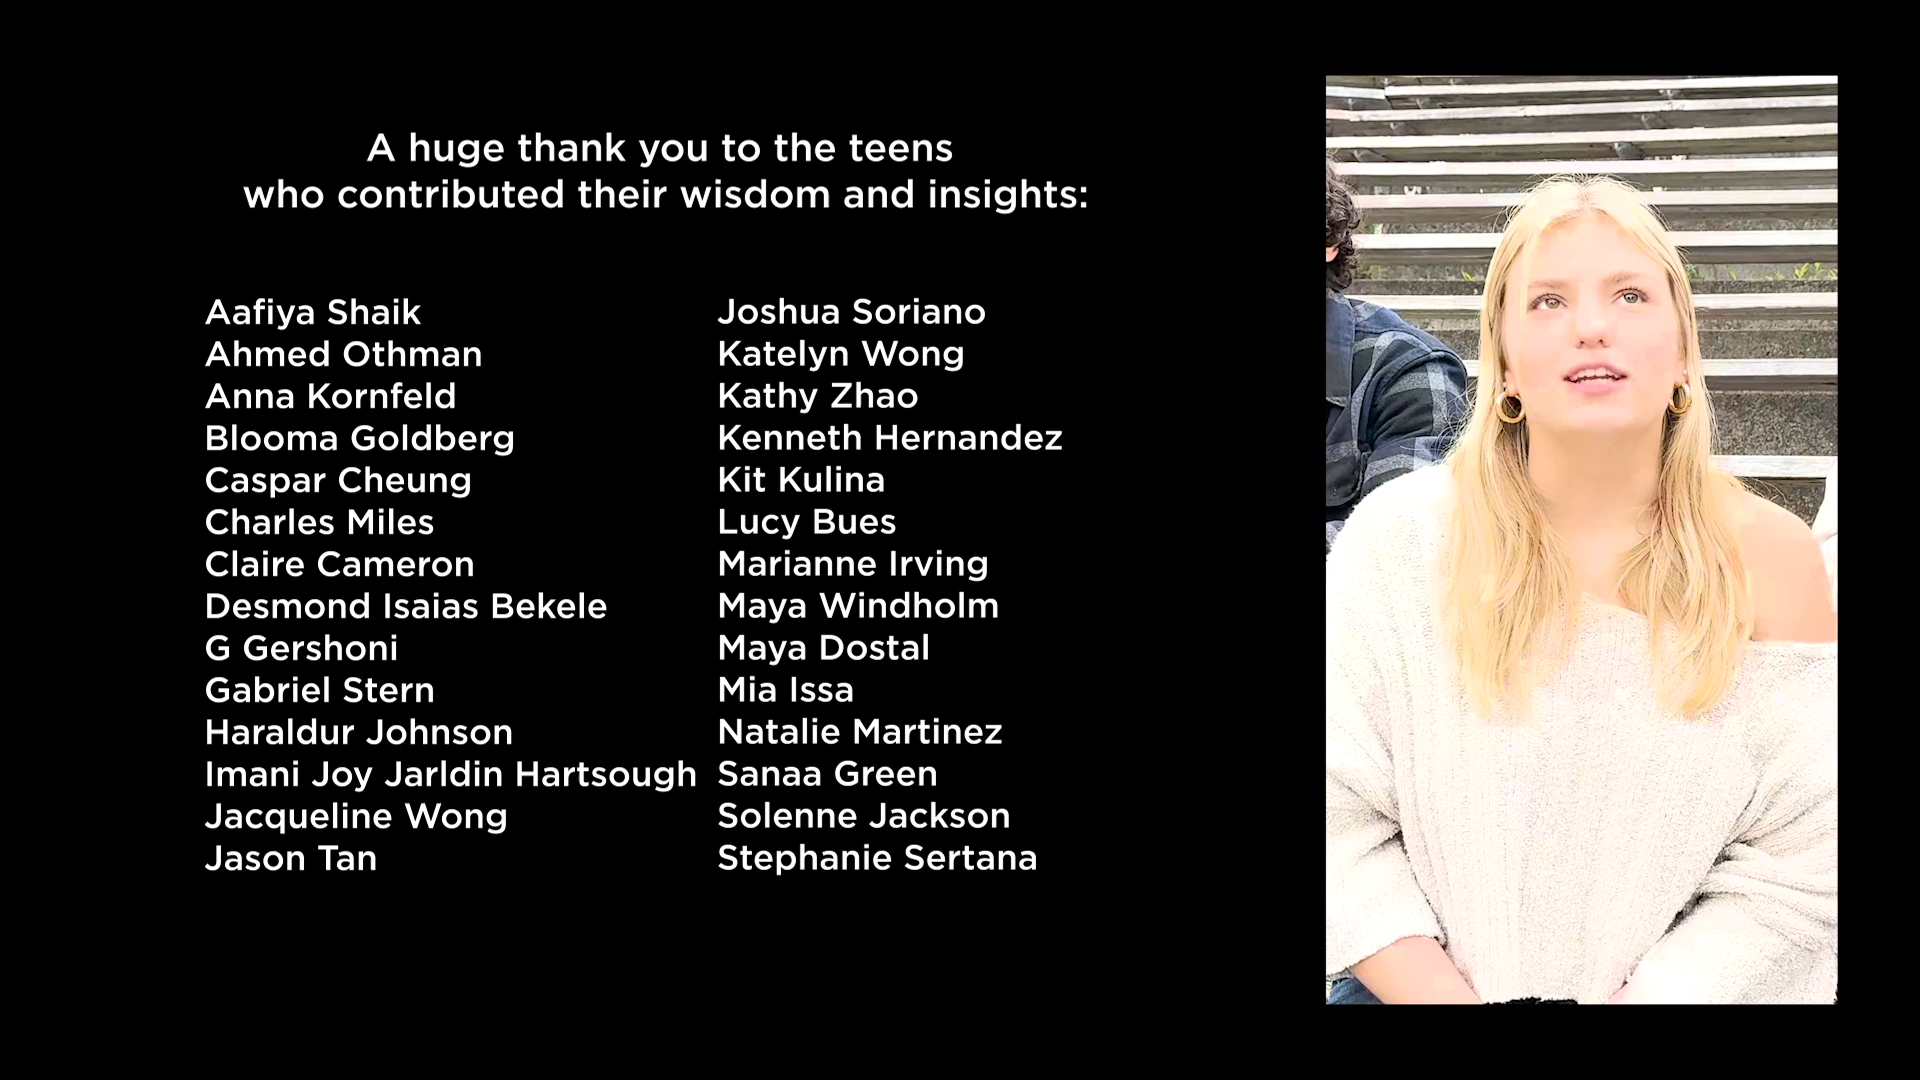 A huge thank you to the teens
who contributed their wisdom and insights:
Aafiya Shaik
Ahmed Othman
Anna Kornfeld
Blooma Goldberg
Caspar Cheung
Charles Miles
Claire Cameron
Desmond Isaias Bekele
G Gershoni
Gabriel Stern
Haraldur Johnson
Imani Joy Jarldin Hartsough
Jacqueline Wong
Jason Tan
Joshua Soriano
Katelyn Wong
Kathy Zhao
Kenneth Hernandez
Kit Kulina
Lucy Bues
Marianne Irving
Maya Windholm
Maya Dostal
Mia Issa
Natalie Martinez
Sanaa Green
Solenne Jackson
Stephanie Sertana